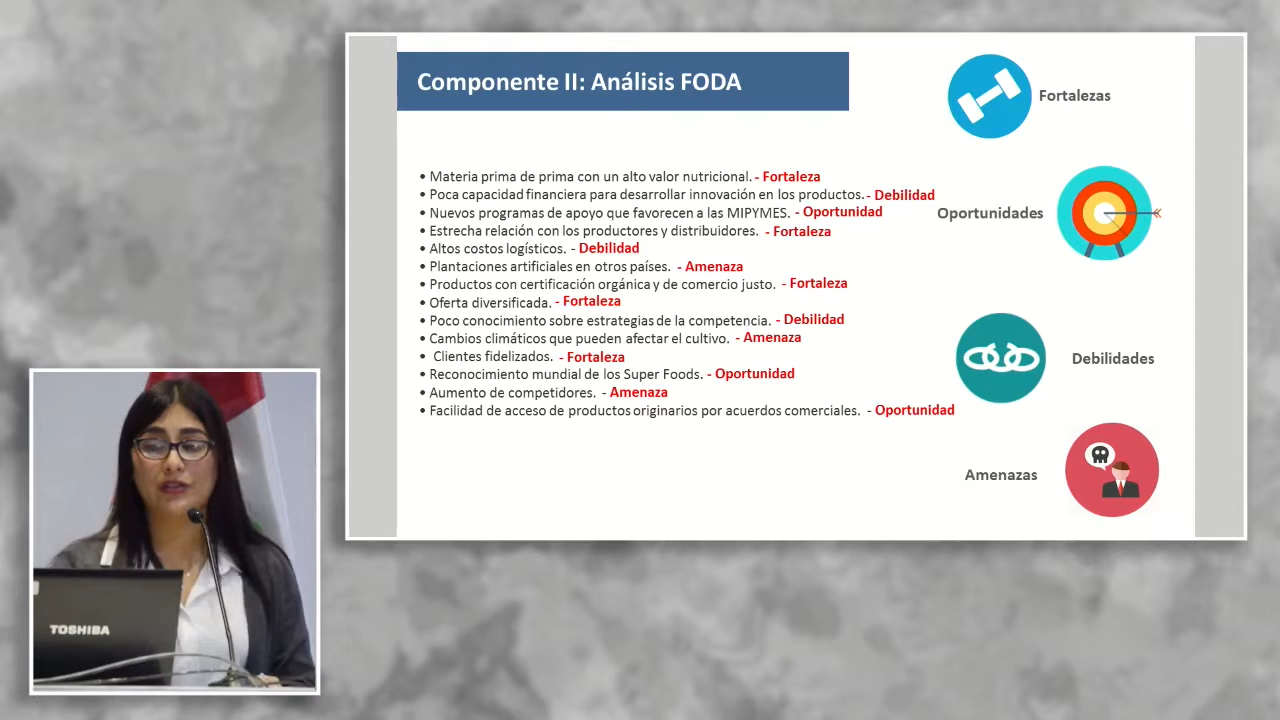 Componente II: Análisis FODA
Fortalezas
• Materia prima de prima con un alto valor nutricional. - Fortaleza
• Poca capacidad financiera para desarrollar innovación en los productos. - Debilidad
• Nuevos programas de apoyo que favorecen a las MIPYMES. - Oportunidad
Oportunidades
• Estrecha relación con los productores y distribuidores. - Fortaleza
• Altos costos logísticos. - Debilidad
• Plantaciones artificiales en otros países. - Amenaza
• Productos con certificación orgánica y de comercio justo. - Fortaleza
• Oferta diversificada. - Fortaleza
• Poco conocimiento sobre estrategias de la competencia. - Debilidad
• Cambios climáticos que pueden afectar el cultivo. - Amenaza
• Clientes fidelizados. - Fortaleza
Debilidades
• Reconocimiento mundial de los Super Foods. - Oportunidad
• Aumento de competidores. - Amenaza
• Facilidad de acceso de productos originarios por acuerdos comerciales. - Oportunidad
Amenazas
TOSHIBA